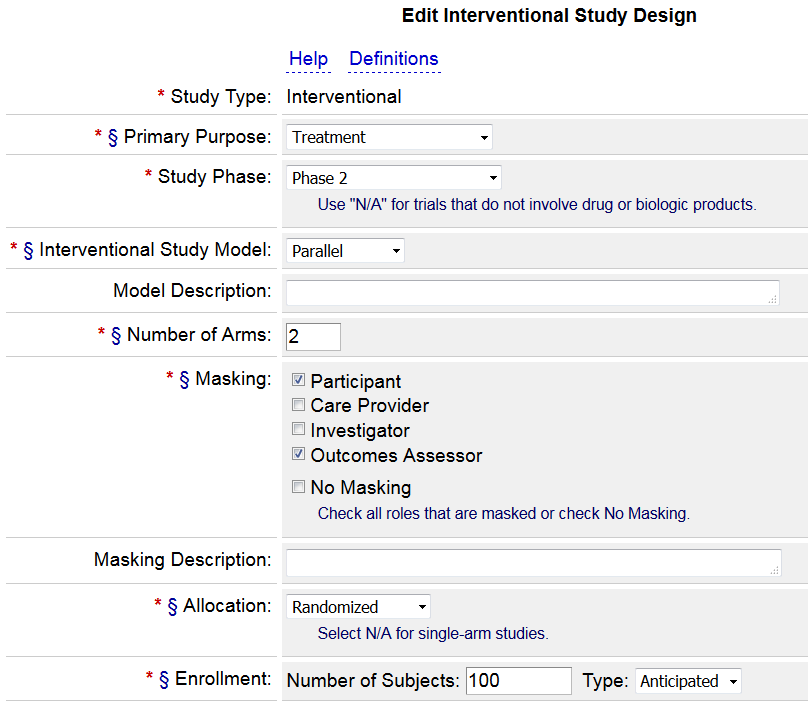 Edit Interventional Study Design
Help Definitions
* Study Type: Interventional
* § Primary Purpose: Treatment
* Study Phase: Phase 2
Use "N/A" for trials that do not involve drug or biologic products.
* § Interventional Study Model: Parallel
Model Description:
* § Number of Arms: 2
* § Masking: Participant
Care Provider
Investigator
Outcomes Assessor
No Masking
Check all roles that are masked or check No Masking.
Masking Description:
* § Allocation: Randomized
Select N/A for single-arm studies.
* § Enrollment: Number of Subjects: 100 Type: Anticipated